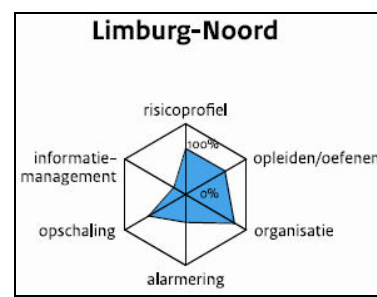 Limburg-Noord
risicoprofiel
100%
informatie-
management
opleiden/oefenen
0%
opschaling
organisatie
alarmering